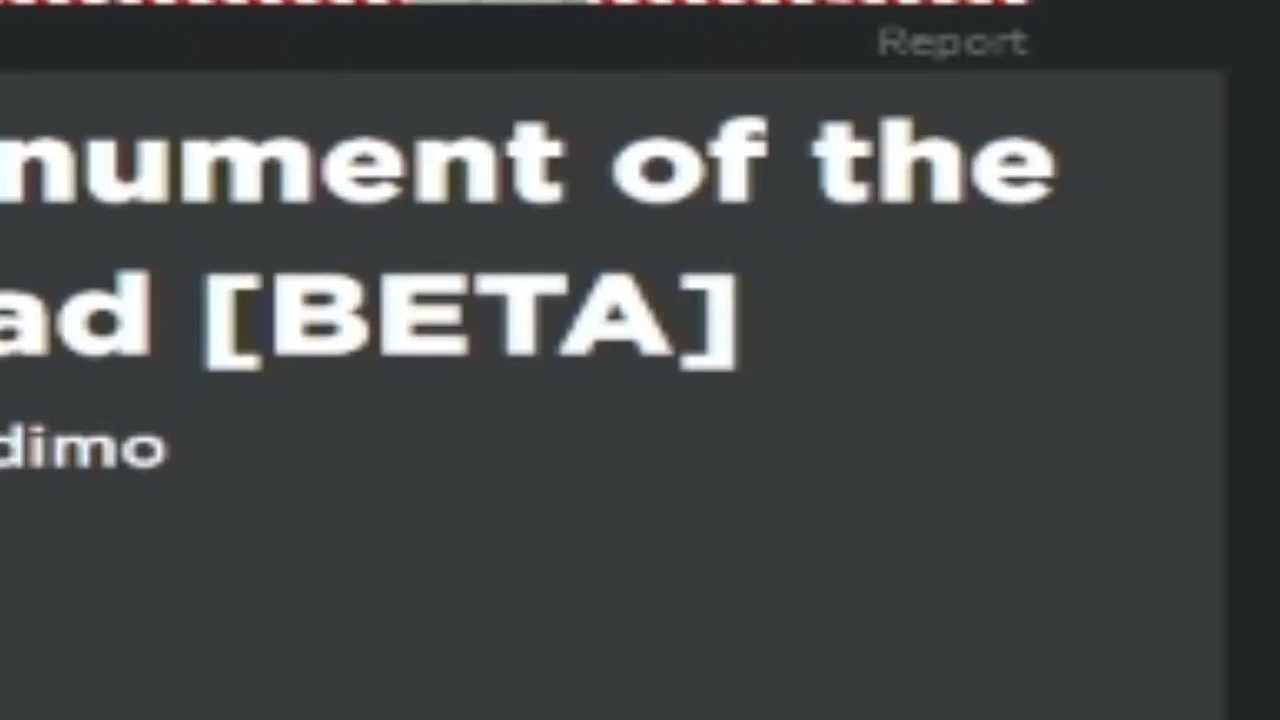 Report
nument of the
ad [BETA]
dimo